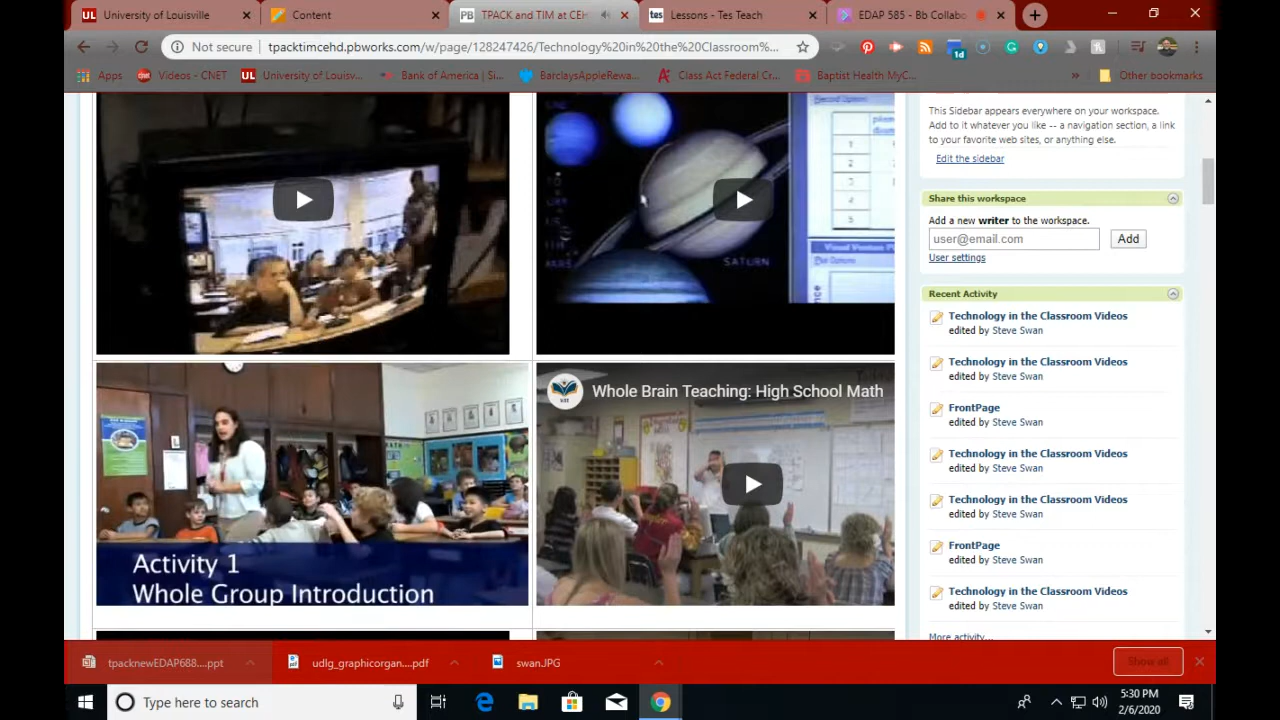 University of Louisville
Content
TPACK and TIM at CEH
Lessons - Tes Teach
EDAP 585 - Bb Collabo
Not secure
tpacktimcehd.pbworks.com/w/page/128247426/Technology%20in%20the%20Classroom%...
1d
Apps
Videos - CNET
University of Louisv...
Bank of America | Si...
BarclaysAppleRewa...
Class Act Federal Cr...
Baptist Health MyC...
»
Other bookmarks
This Sidebar appears everywhere on your workspace.
Add to it whatever you like -- a navigation section, a link
to your favorite web sites, or anything else.
Edit the sidebar
Share this workspace
Add a new writer to the workspace.
user@email.com
Add
User settings
Recent Activity
Technology in the Classroom Videos
edited by Steve Swan
Technology in the Classroom Videos
edited by Steve Swan
FrontPage
edited by Steve Swan
Technology in the Classroom Videos
edited by Steve Swan
Technology in the Classroom Videos
edited by Steve Swan
FrontPage
edited by Steve Swan
Technology in the Classroom Videos
edited by Steve Swan
More activity...
SATURN
1
2
3
4
5
Whole Brain Teaching: High School Math
Activity 1
Whole Group Introduction
tpacknewEDAP688....ppt
udlg_graphicorgan....pdf
swan.JPG
Show all
Type here to search
5:30 PM
2/6/2020